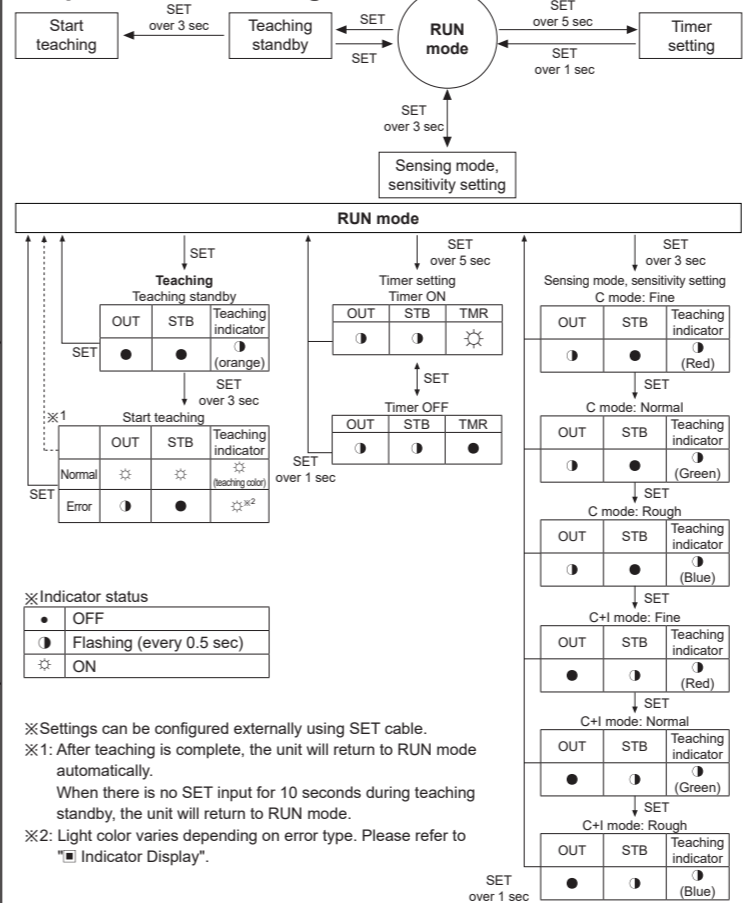 SET
over 3 sec
Start
teaching
Teaching
standby
SET
SET
RUN
mode
SET
over 5 sec
SET
over 1 sec
Timer
setting
SET
over 3 sec
Sensing mode,
sensitivity setting
RUN mode
SET
Teaching
Teaching standby
OUT STB Teaching indicator
● ● ◑ (orange)
SET
SET
over 3 sec
※1
Start teaching
OUT STB Teaching indicator
Normal ☼ ☼ ☼ (teaching color)
Error ◑ ● ☼※2
SET
SET
over 5 sec
Timer setting
Timer ON
OUT STB TMR
◑ ◑ ☼
SET
Timer OFF
OUT STB TMR
◑ ◑ ●
SET
over 1 sec
SET
over 3 sec
Sensing mode, sensitivity setting
C mode: Fine
OUT STB Teaching indicator
◑ ● ◑ (Red)
SET
C mode: Normal
OUT STB Teaching indicator
◑ ● ◑ (Green)
SET
C mode: Rough
OUT STB Teaching indicator
◑ ● ◑ (Blue)
SET
C+I mode: Fine
OUT STB Teaching indicator
● ◑ ◑ (Red)
SET
C+I mode: Normal
OUT STB Teaching indicator
● ◑ ◑ (Green)
SET
C+I mode: Rough
OUT STB Teaching indicator
● ◑ ◑ (Blue)
SET
over 1 sec
※Indicator status
● OFF
◑ Flashing (every 0.5 sec)
☼ ON
※Settings can be configured externally using SET cable.
※1: After teaching is complete, the unit will return to RUN mode
automatically.
When there is no SET input for 10 seconds during teaching
standby, the unit will return to RUN mode.
※2: Light color varies depending on error type. Please refer to
"▣ Indicator Display".